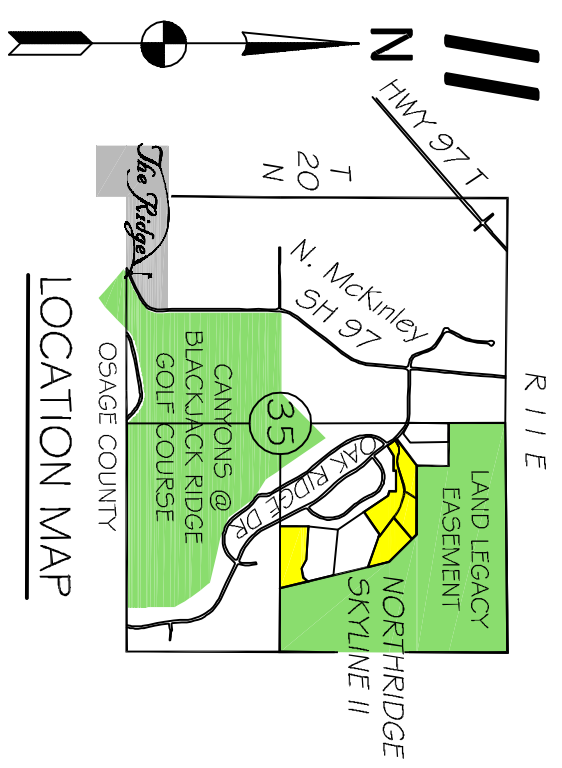 N
HWY 97 T
T
20
N
The Ridge
N. McKinley
SH 97
R 11E
35
CANYONS @
BLACKJACK RIDGE
GOLF COURSE
OAK RIDGE DR
LAND LEGACY
EASEMENT
NORTHRIDGE
SKYLINE II
OSAGE COUNTY
LOCATION MAP